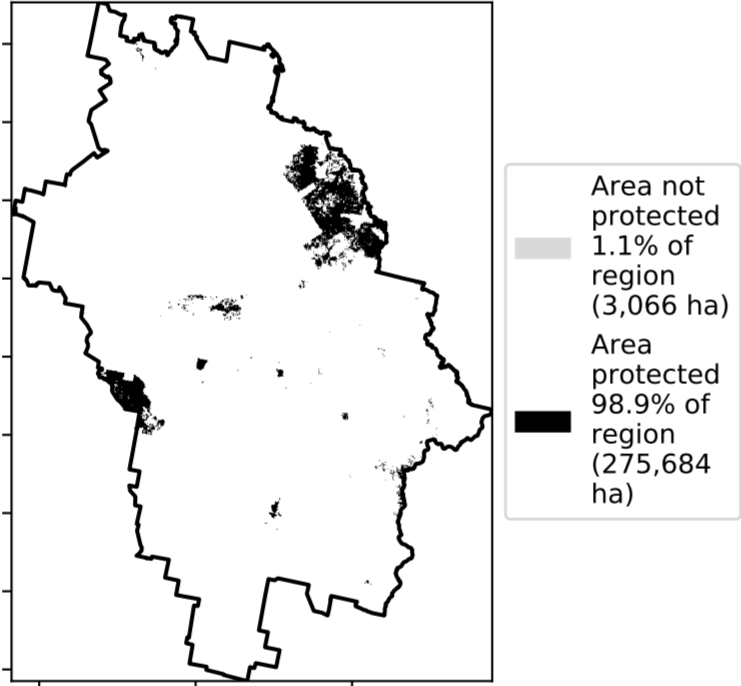 Area not
protected
1.1% of
region
(3,066 ha)
Area
protected
98.9% of
region
(275,684
ha)